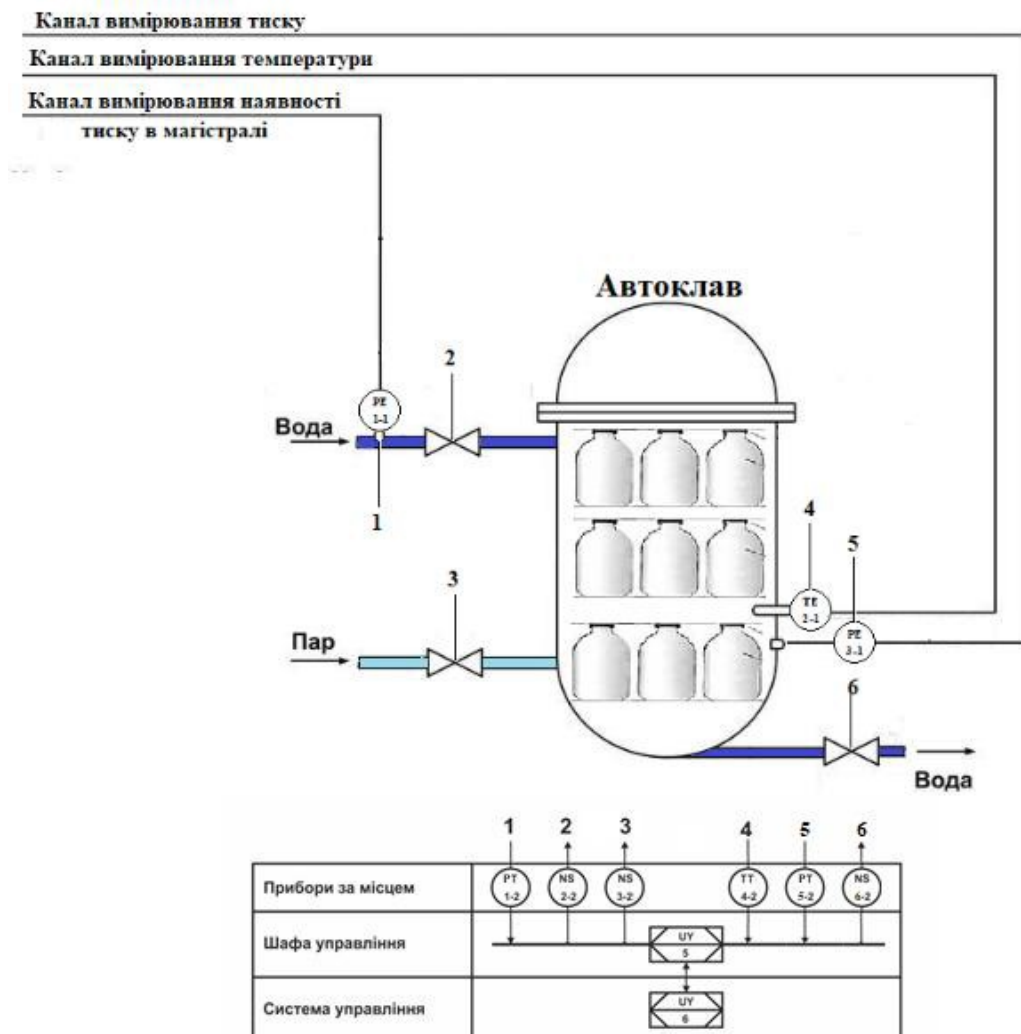 Канал вимірювання тиску
Канал вимірювання температури
Канал вимірювання наявності
тиску в магістралі
Автоклав
2
PE
1-1
Вода
1
4
5
3
TE
2-1
PE
3-1
Пар
6
Вода
1 2 3 4 5 6
Прибори за місцем
PT
1-2
NS
2-2
NS
3-2
TT
4-2
PT
5-2
NS
6-2
Шафа управління
UY
5
Система управління
UY
6